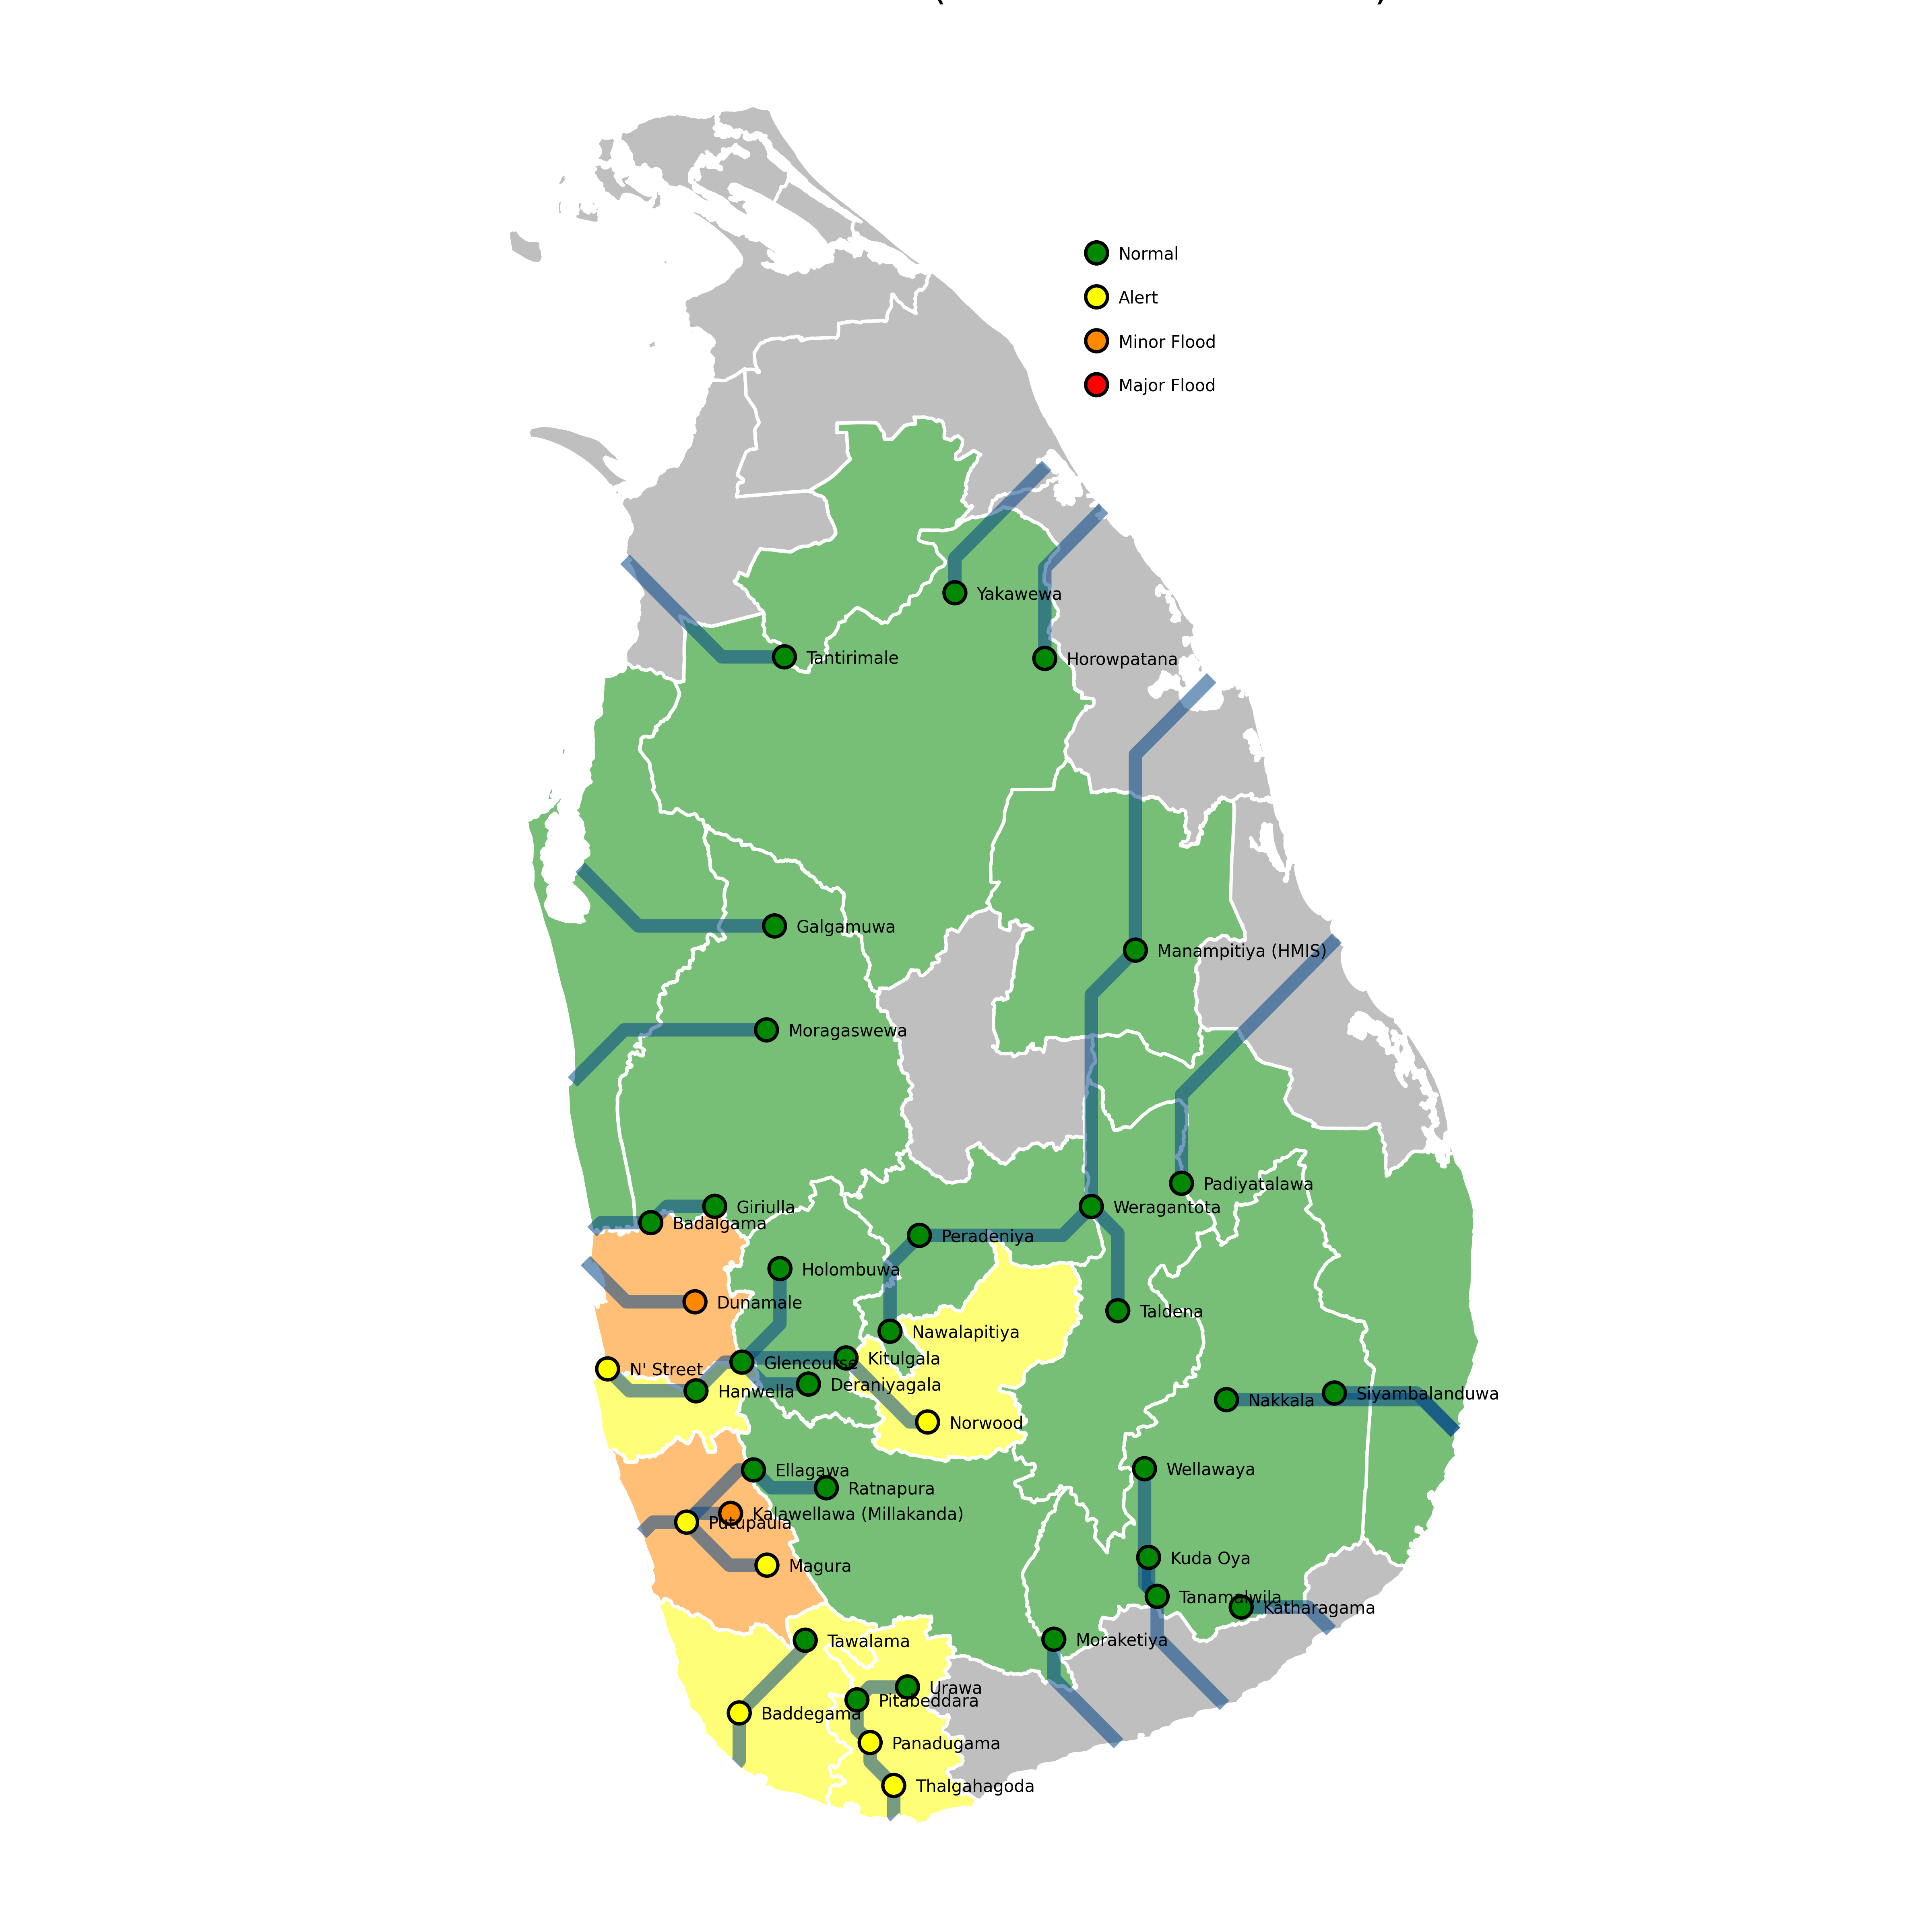 Normal
Alert
Minor Flood
Major Flood
Yakawewa
Tantirimale
Horowpatana
Galgamuwa
Manampitiya (HMIS)
Moragaswewa
Padiyatalawa
Giriulla
Weragantota
Badalgama
Peradeniya
Holombuwa
Dunamale
Taldena
Nawalapitiya
Kitulgala
Glencourse
N' Street
Deraniyagala
Hanwella
Siyambalanduwa
Nakkala
Norwood
Wellawaya
Ellagawa
Ratnapura
Kalawellawa (Millakanda)
Putupaula
Kuda Oya
Magura
Tanamalwila
Katharagama
Moraketiya
Tawalama
Urawa
Pitabeddara
Baddegama
Panadugama
Thalgahagoda